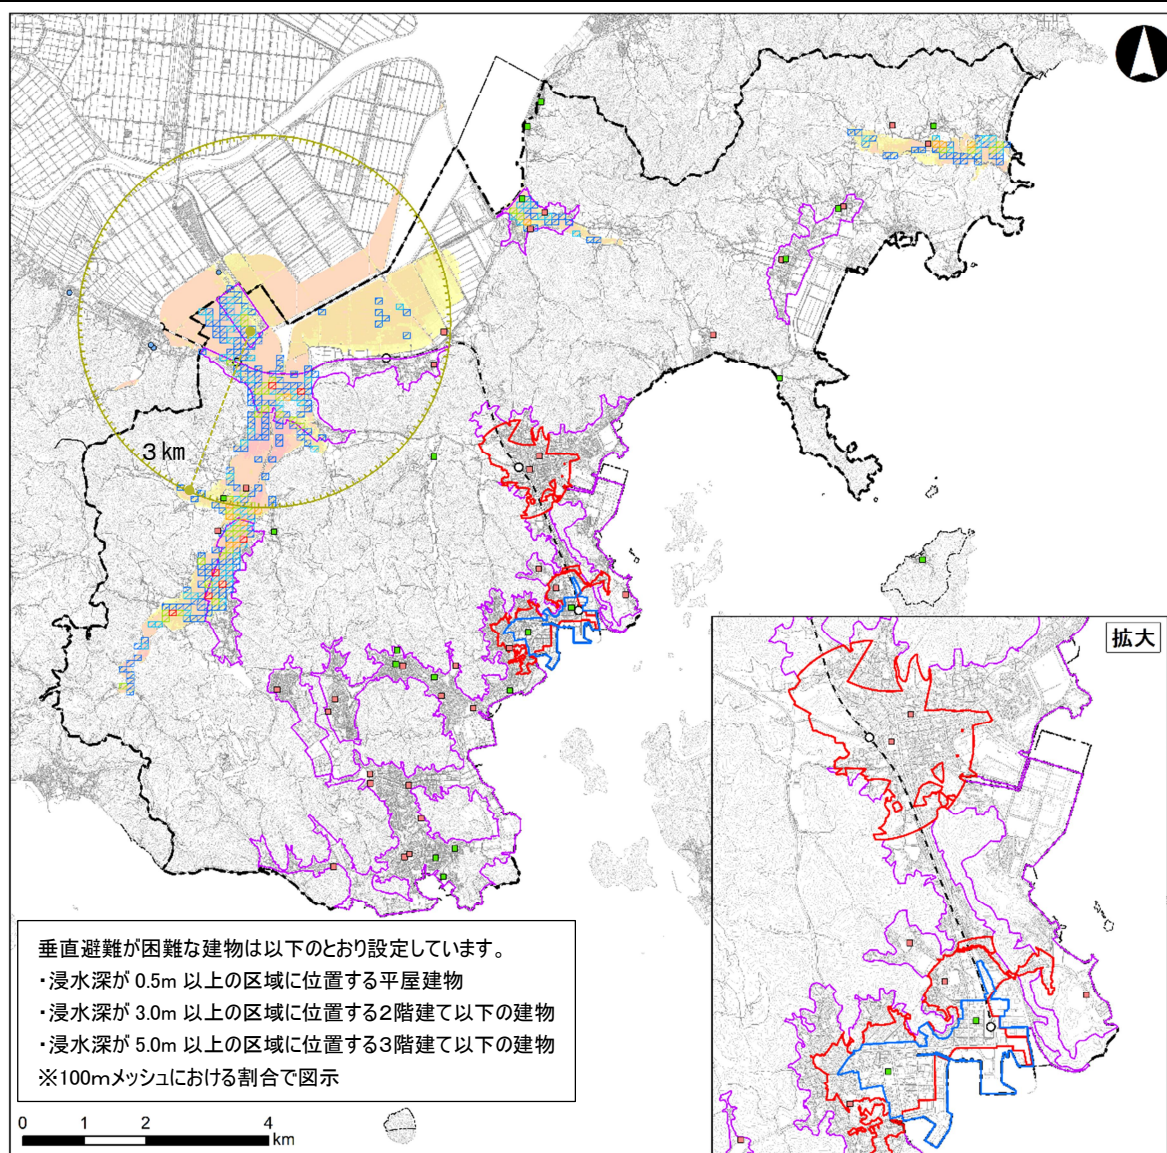 3 km
拡大
垂直避難が困難な建物は以下のとおり設定しています。
・浸水深が 0.5m 以上の区域に位置する平屋建物
・浸水深が 3.0m 以上の区域に位置する2階建て以下の建物
・浸水深が 5.0m 以上の区域に位置する3階建て以下の建物
※100mメッシュにおける割合で図示
0 1 2 4
km